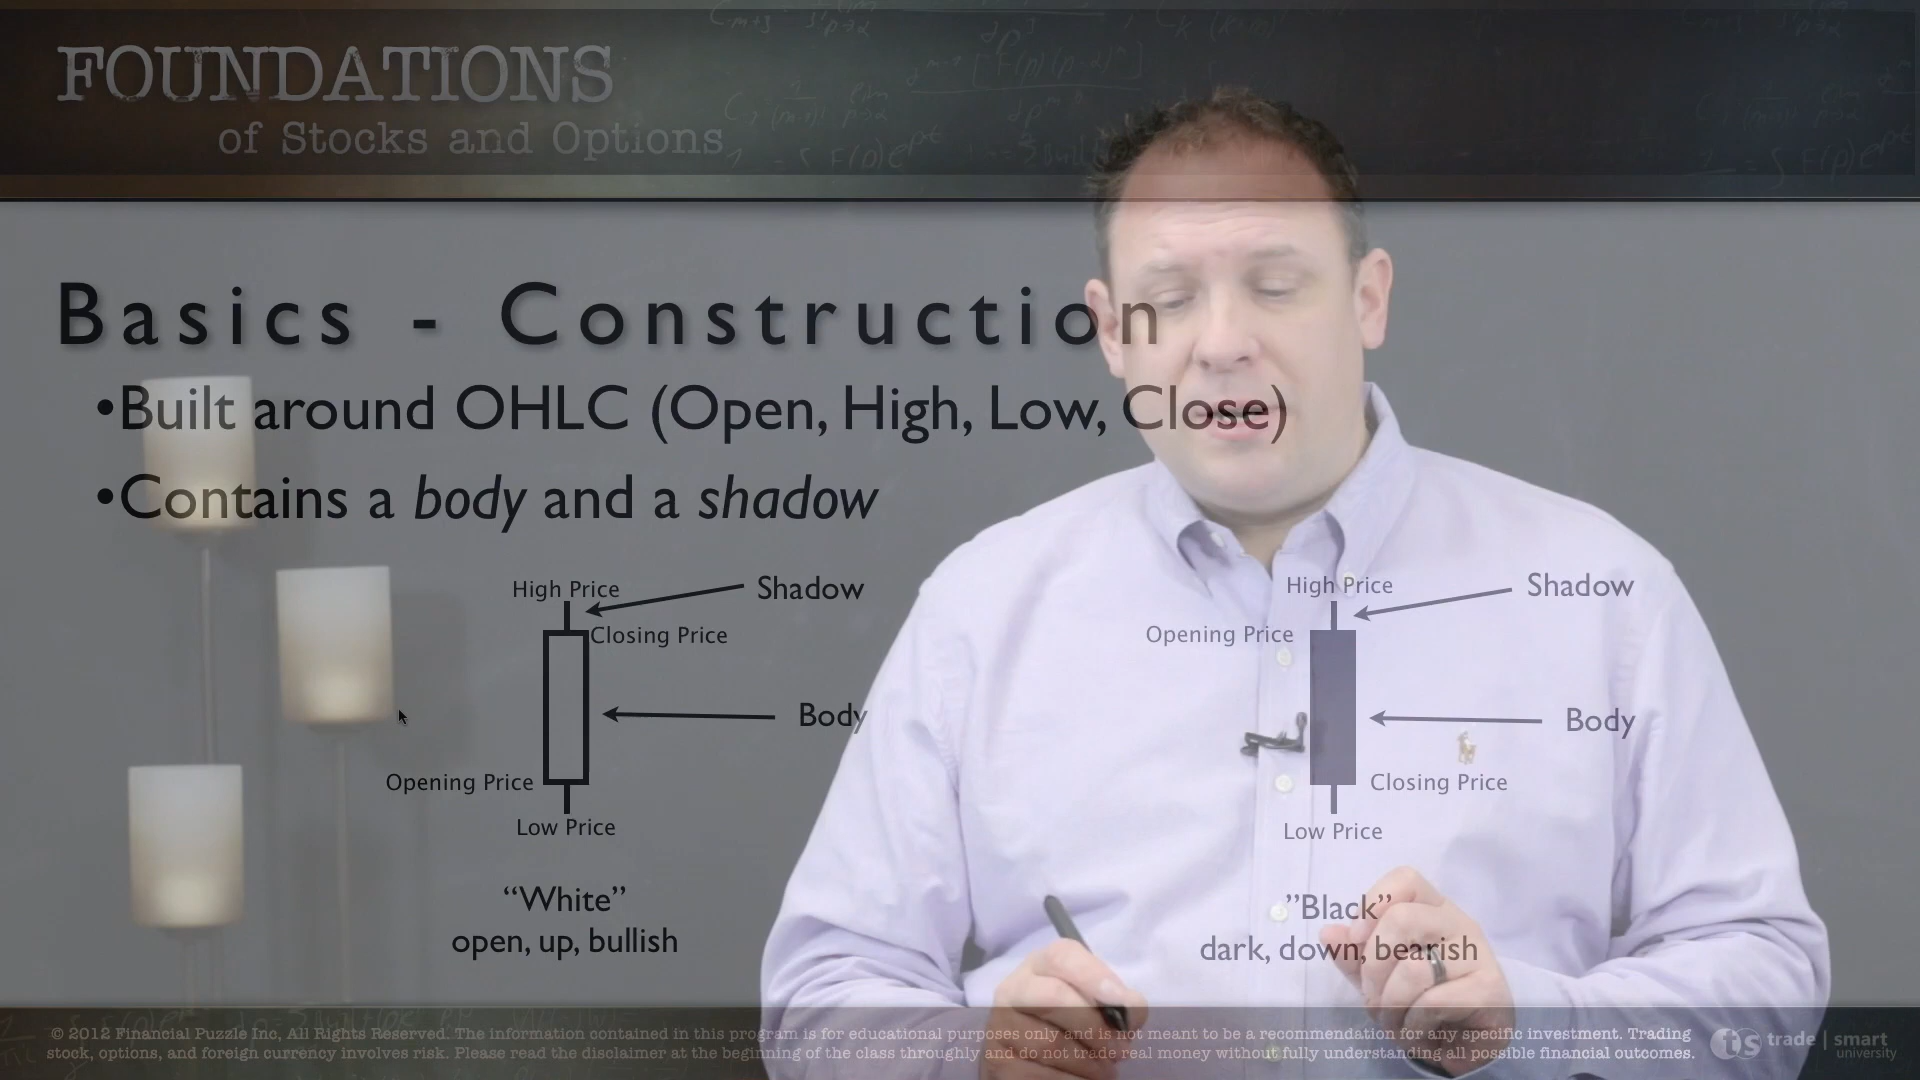 FOUNDATIONS
of Stocks and Options
Basics - Construction
•Built around OHLC (Open, High, Low, Close)
•Contains a body and a shadow
High Price
Shadow
Closing Price
Body
Opening Price
Low Price
“White”
open, up, bullish
High Price
Shadow
Opening Price
Body
Closing Price
Low Price
”Black”
dark, down, bearish
© 2012 Financial Puzzle Inc, All Rights Reserved. The information contained in this program is for educational purposes only and is not meant to be a recommendation for any specific investment. Trading
stock, options, and foreign currency involves risk. Please read the disclaimer at the beginning of the class throughly and do not trade real money without fully understanding all possible financial outcomes.
ts trade | smart
university